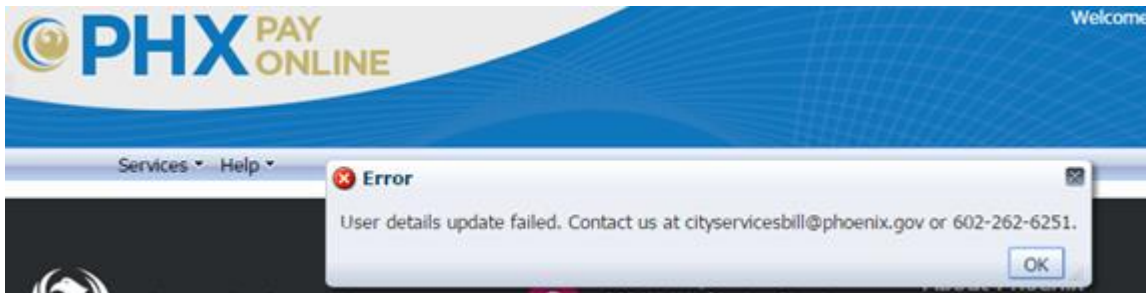 Welcome
PHX PAY
ONLINE
Services Help
Error
User details update failed. Contact us at cityservicesbill@phoenix.gov or 602-262-6251.
OK